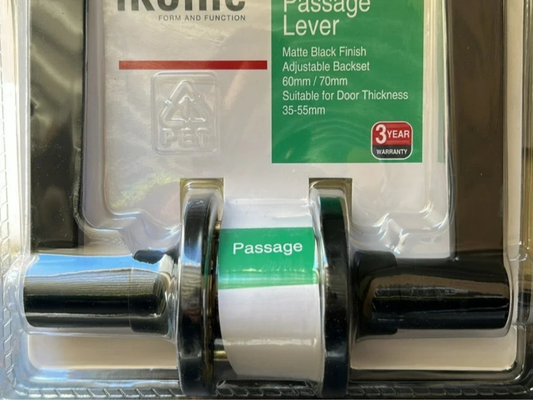 Ikonic
FORM AND FUNCTION
Passage
Lever
Matte Black Finish
Adjustable Backset
60mm / 70mm
Suitable for Door Thickness
35-55mm
3 YEAR
WARRANTY
PET
Passage